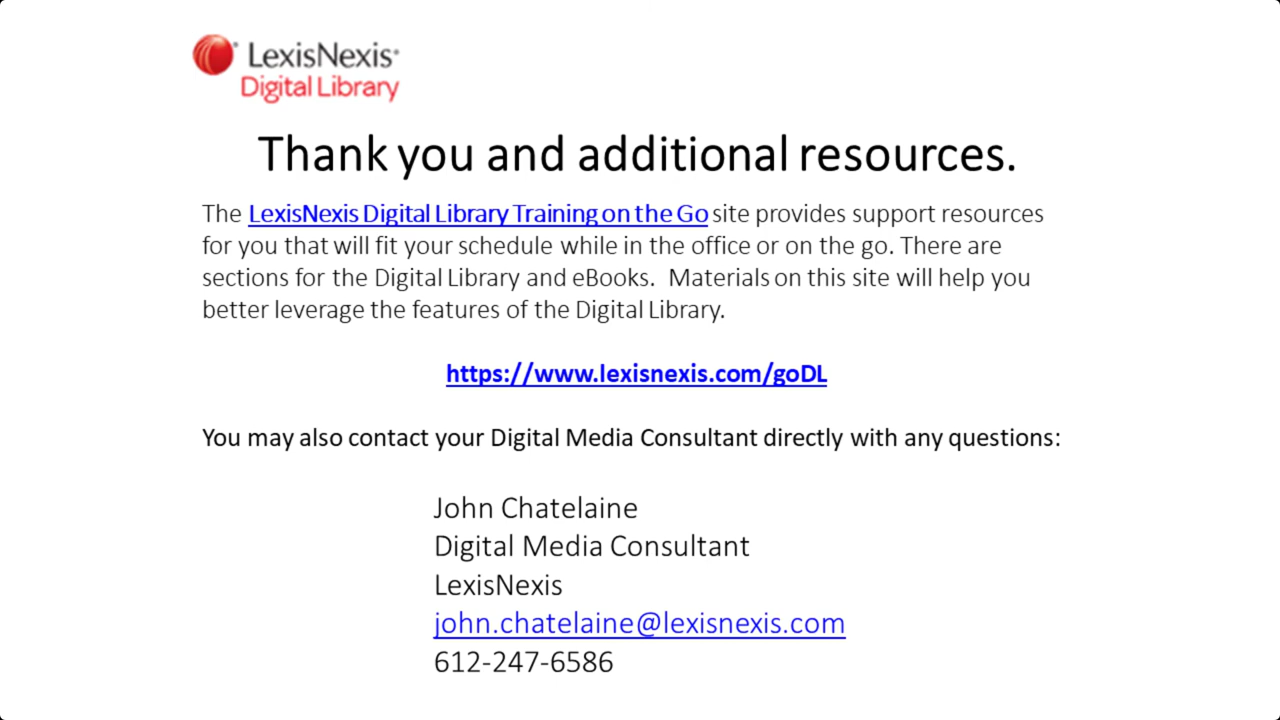 LexisNexis®
Digital Library
Thank you and additional resources.
The LexisNexis Digital Library Training on the Go site provides support resources
for you that will fit your schedule while in the office or on the go. There are
sections for the Digital Library and eBooks.  Materials on this site will help you
better leverage the features of the Digital Library.
https://www.lexisnexis.com/goDL
You may also contact your Digital Media Consultant directly with any questions:
John Chatelaine
Digital Media Consultant
LexisNexis
john.chatelaine@lexisnexis.com
612-247-6586